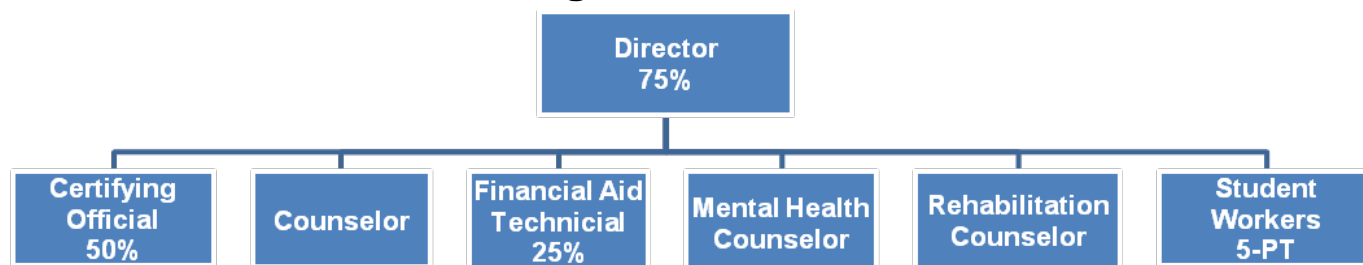 Director
75%
Certifying
Official
50%
Counselor
Financial Aid
Technicial
25%
Mental Health
Counselor
Rehabilitation
Counselor
Student
Workers
5-PT